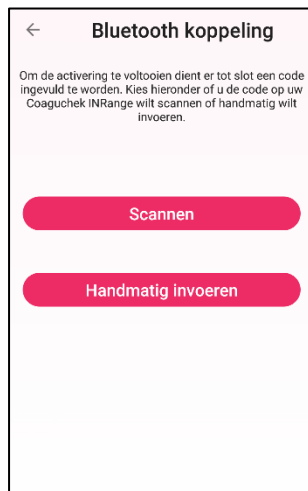 Bluetooth koppeling
Om de activering te voltooien dient er tot slot een code
ingevuld te worden. Kies hieronder of u de code op uw
Coaguchek INRange wilt scannen of handmatig wilt
invoeren.
Scannen
Handmatig invoeren